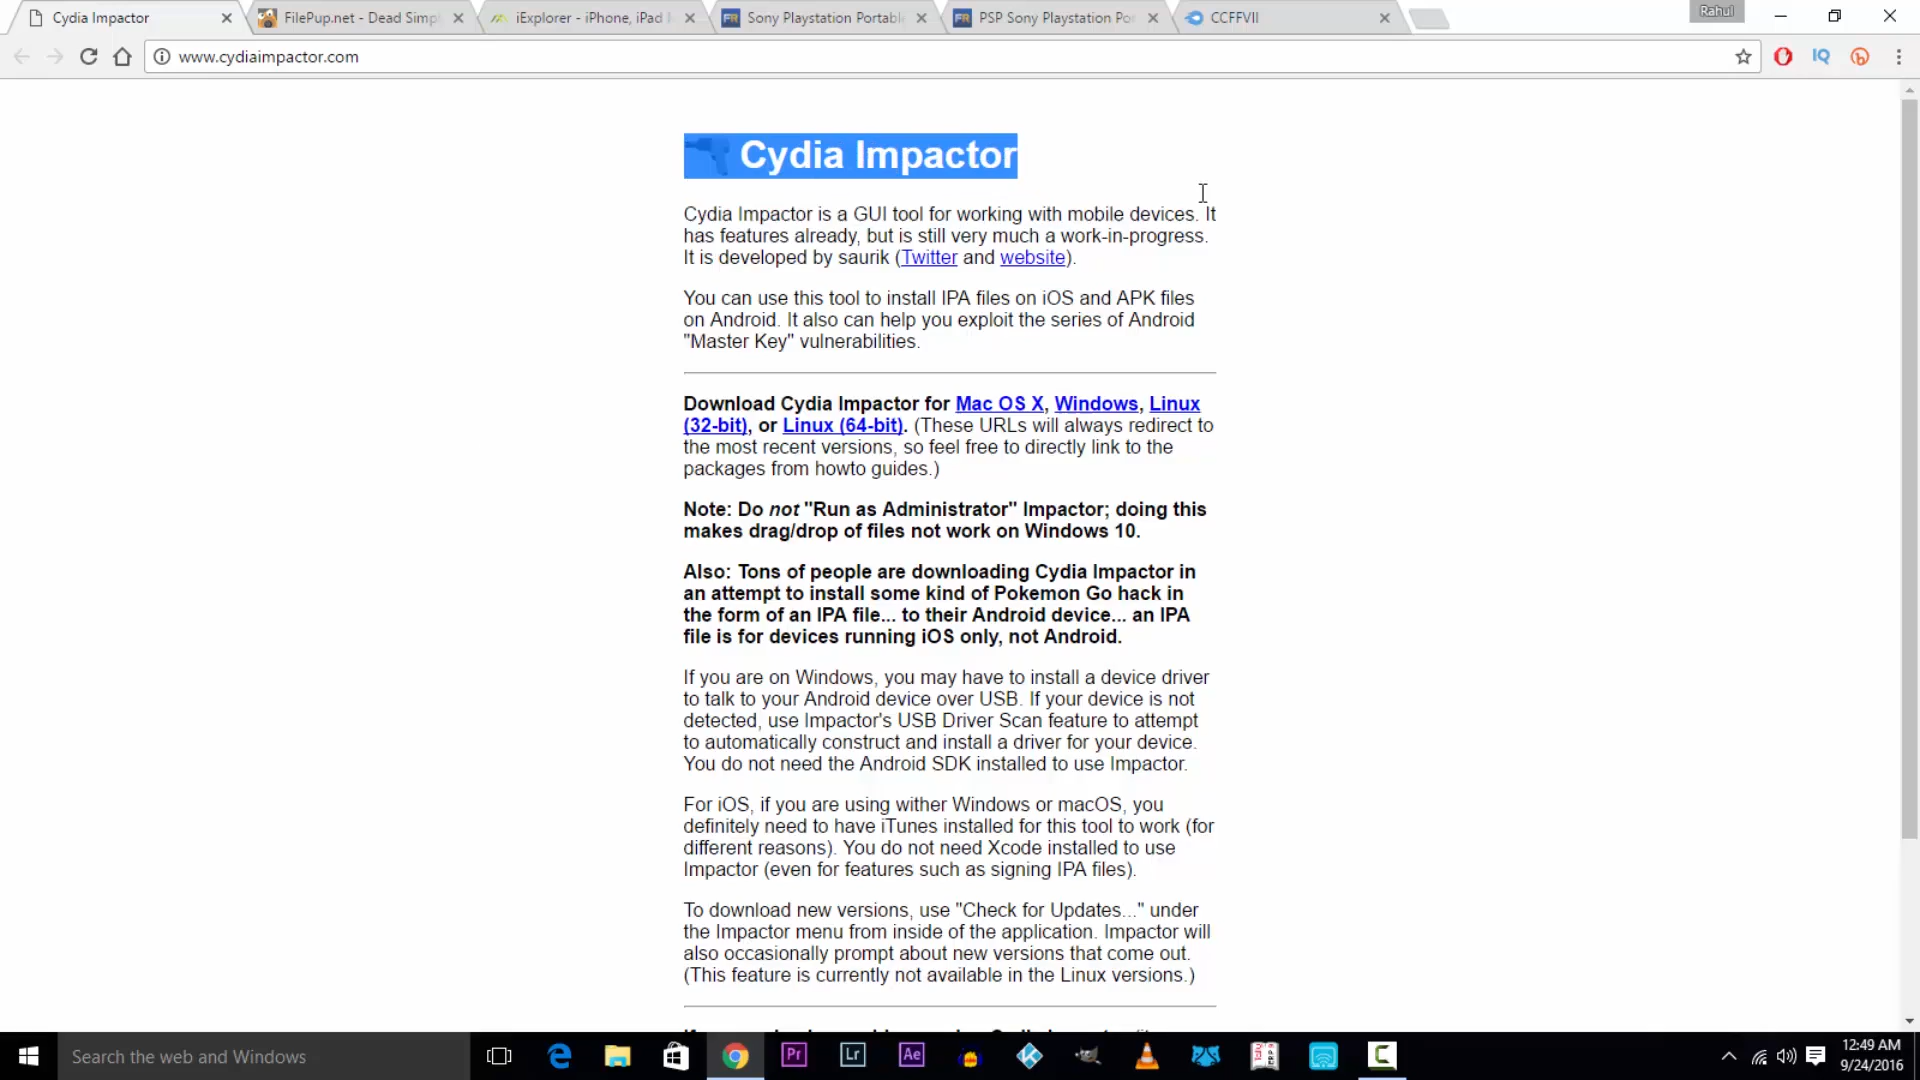 Cydia Impactor
FilePup.net - Dead Simpl
iExplorer - iPhone, iPad
Sony Playstation Portabl
PSP Sony Playstation Po
CCFFVII
Rahul
www.cydiaimpactor.com
IQ
Cydia Impactor
Cydia Impactor is a GUI tool for working with mobile devices. It
has features already, but is still very much a work-in-progress.
It is developed by saurik (Twitter and website).
You can use this tool to install IPA files on iOS and APK files
on Android. It also can help you exploit the series of Android
"Master Key" vulnerabilities.
Download Cydia Impactor for Mac OS X, Windows, Linux
(32-bit), or Linux (64-bit). (These URLs will always redirect to
the most recent versions, so feel free to directly link to the
packages from howto guides.)
Note: Do not "Run as Administrator" Impactor; doing this
makes drag/drop of files not work on Windows 10.
Also: Tons of people are downloading Cydia Impactor in
an attempt to install some kind of Pokemon Go hack in
the form of an IPA file... to their Android device... an IPA
file is for devices running iOS only, not Android.
If you are on Windows, you may have to install a device driver
to talk to your Android device over USB. If your device is not
detected, use Impactor's USB Driver Scan feature to attempt
to automatically construct and install a driver for your device.
You do not need the Android SDK installed to use Impactor.
For iOS, if you are using wither Windows or macOS, you
definitely need to have iTunes installed for this tool to work (for
different reasons). You do not need Xcode installed to use
Impactor (even for features such as signing IPA files).
To download new versions, use "Check for Updates..." under
the Impactor menu from inside of the application. Impactor will
also occasionally prompt about new versions that come out.
(This feature is currently not available in the Linux versions.)
Search the web and Windows
Pr
Lr
Ae
12:49 AM
9/24/2016